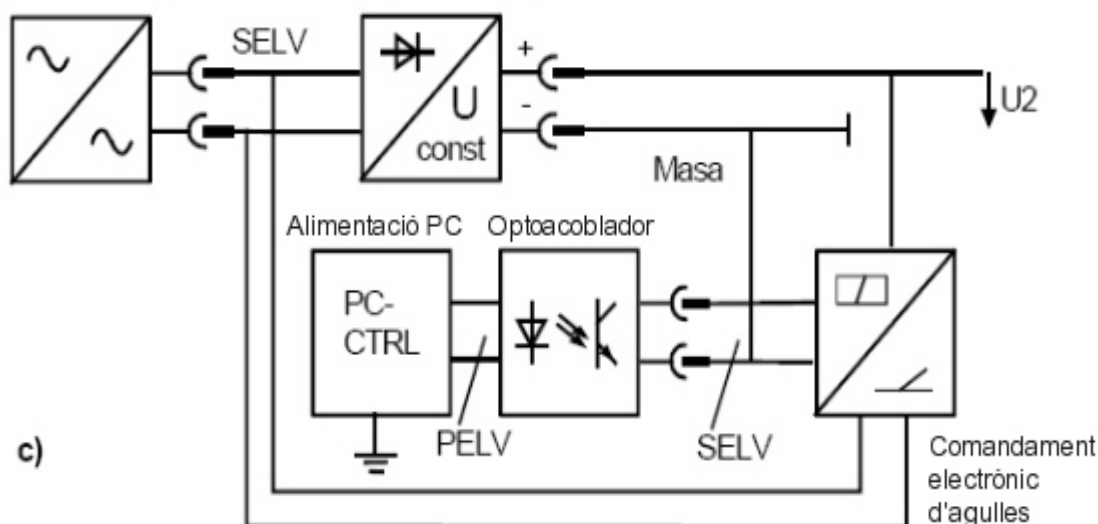 SELV
+
-
U
const
U2
Masa
Alimentació PC
Optoacoblador
PC-
CTRL
PELV
SELV
c)
Comandament
electrònic
d'agulles